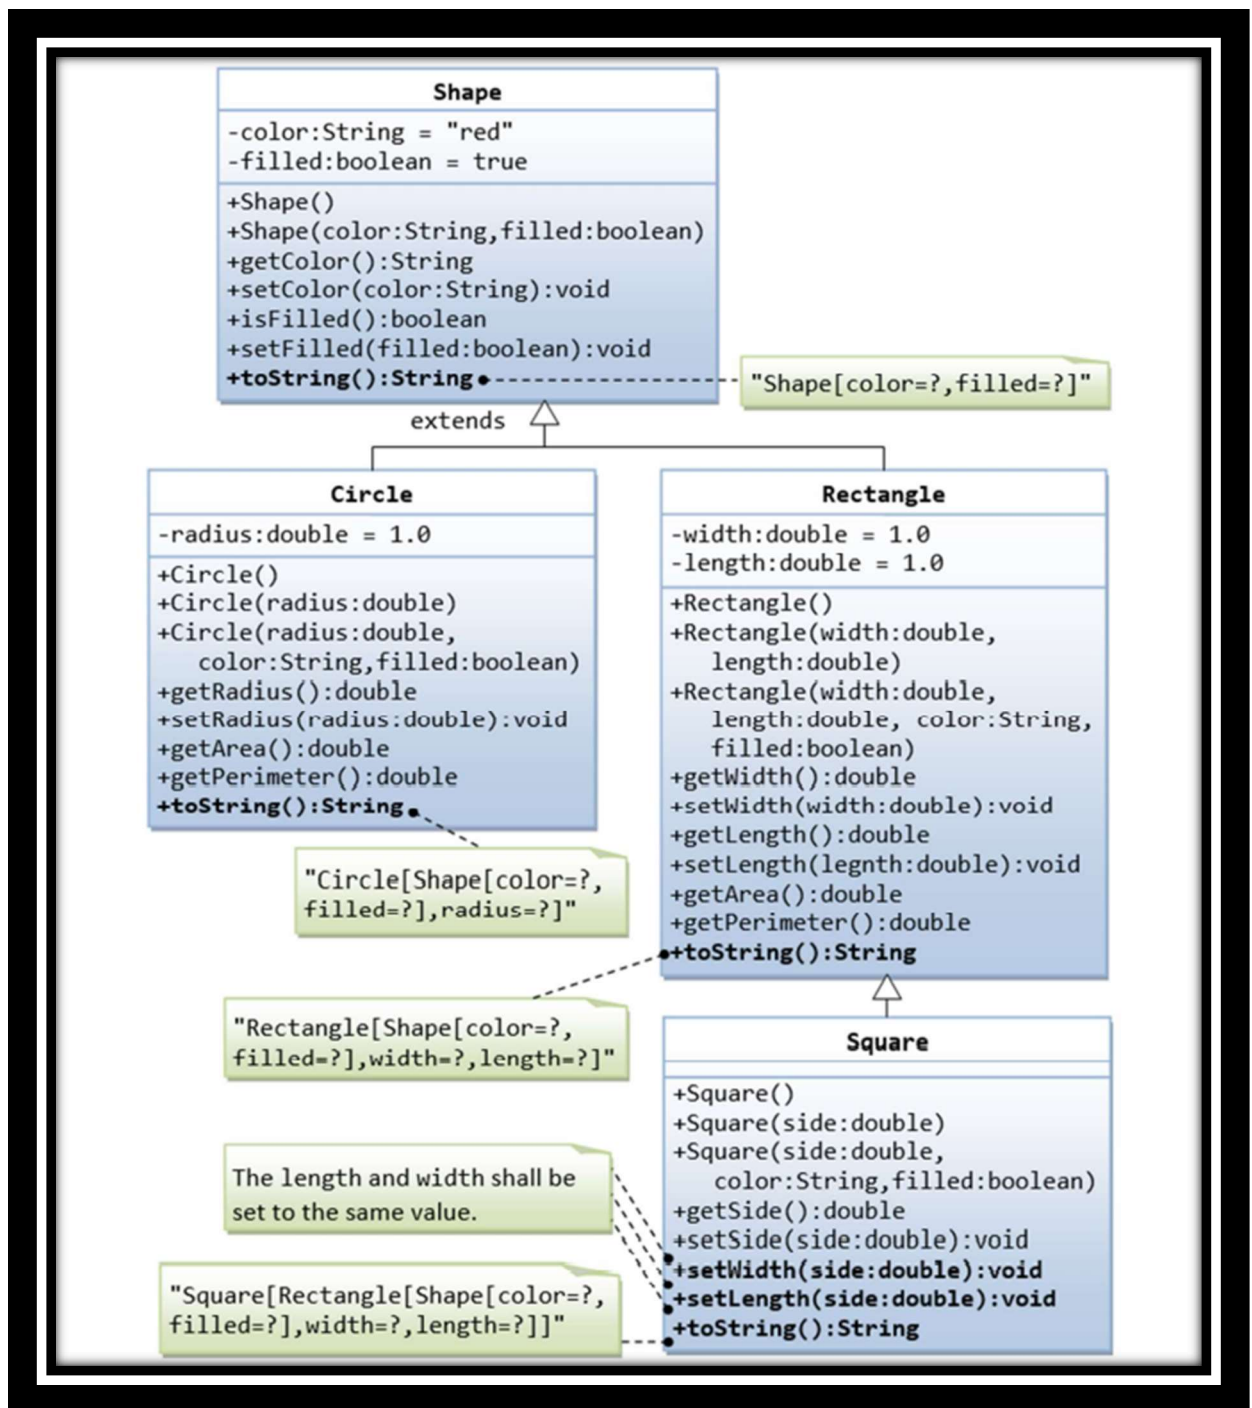 Shape
-color:String = "red"
-filled:boolean = true
+Shape()
+Shape(color:String,filled:boolean)
+getColor():String
+setColor(color:String):void
+isFilled():boolean
+setFilled(filled:boolean):void
+toString():String
"Shape[color=?,filled=?]"
extends
Circle
-radius:double = 1.0
+Circle()
+Circle(radius:double)
+Circle(radius:double,
color:String,filled:boolean)
+getRadius():double
+setRadius(radius:double):void
+getArea():double
+getPerimeter():double
+toString():String
"Circle[Shape[color=?,
filled=?],radius=?]"
Rectangle
-width:double = 1.0
-length:double = 1.0
+Rectangle()
+Rectangle(width:double,
length:double)
+Rectangle(width:double,
length:double, color:String,
filled:boolean)
+getWidth():double
+setWidth(width:double):void
+getLength():double
+setLength(legnth:double):void
+getArea():double
+getPerimeter():double
+toString():String
"Rectangle[Shape[color=?,
filled=?],width=?,length=?]"
Square
+Square()
+Square(side:double)
+Square(side:double,
color:String,filled:boolean)
+getSide():double
+setSide(side:double):void
+setWidth(side:double):void
+setLength(side:double):void
+toString():String
The length and width shall be
set to the same value.
"Square[Rectangle[Shape[color=?,
filled=?],width=?,length=?]]"